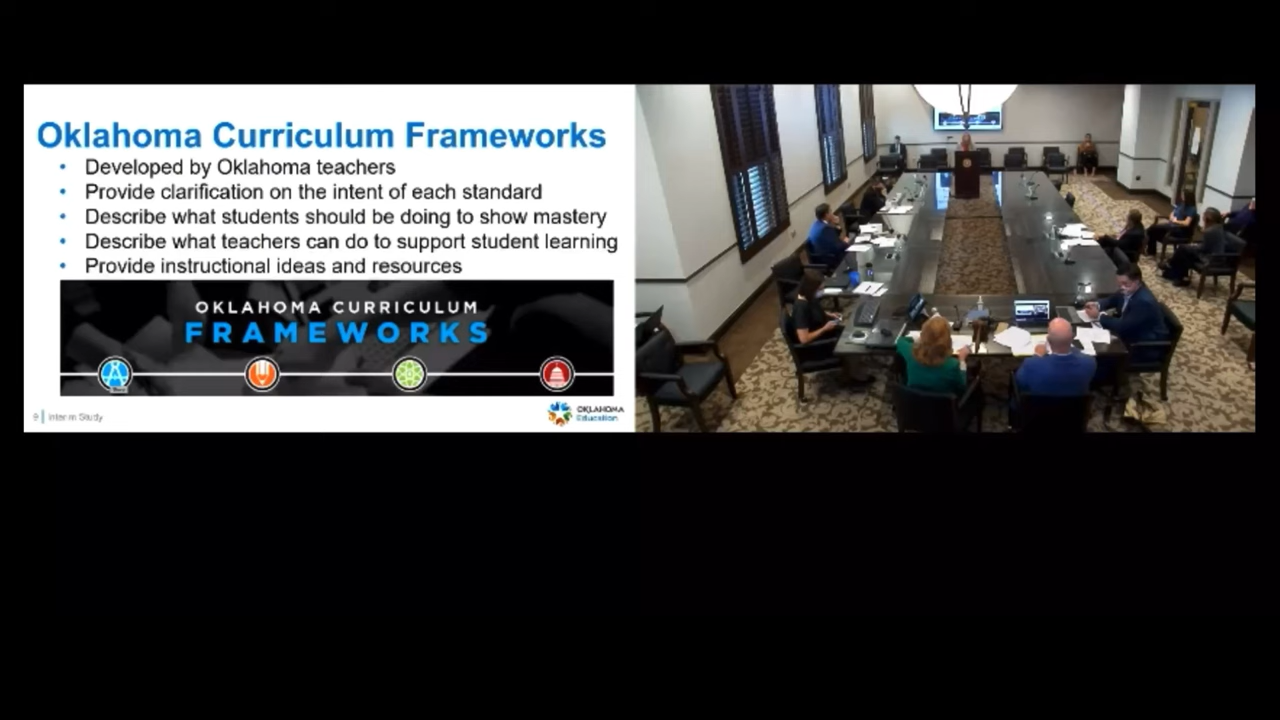 Oklahoma Curriculum Frameworks
• Developed by Oklahoma teachers
• Provide clarification on the intent of each standard
• Describe what students should be doing to show mastery
• Describe what teachers can do to support student learning
• Provide instructional ideas and resources
OKLAHOMA CURRICULUM
FRAMEWORKS
9 | Interim Study
OKLAHOMA
Education